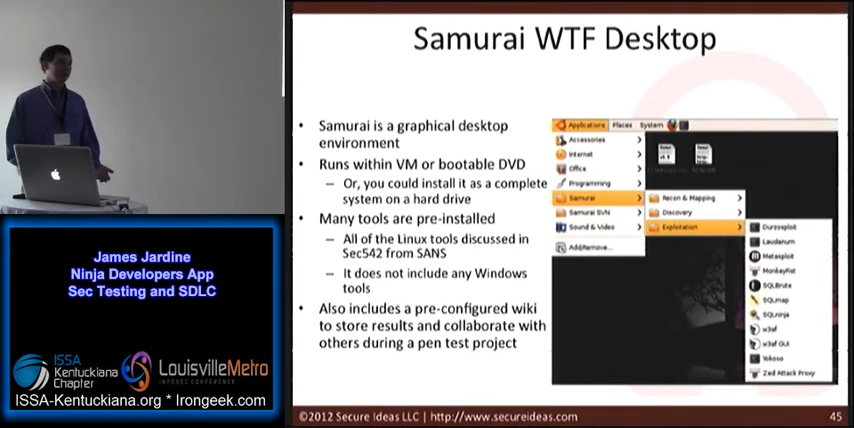 Samurai WTF Desktop
• Samurai is a graphical desktop
environment
• Runs within VM or bootable DVD
– Or, you could install it as a complete
system on a hard drive
• Many tools are pre-installed
– All of the Linux tools discussed in
Sec542 from SANS
– It does not include any Windows
tools
• Also includes a pre-configured wiki
to store results and collaborate with
others during a pen test project
Applications Places System
Accessories
Internet
Office
Programming
Samurai
Samurai SVN
Sound & Video
Add/Remove...
Recon & Mapping
Discovery
Exploitation
Durzosploit
Laudanum
Metasploit
MonkeyFist
SQLBrute
SQLmap
SQLninja
w3af
w3af GUI
Yokoso
Zed Attack Proxy
©2012 Secure Ideas LLC | http://www.secureideas.com
45
James Jardine
Ninja Developers App
Sec Testing and SDLC
ISSA
Kentuckiana
Chapter
LouisvilleMetro
INFOSEC CONFERENCE
ISSA-Kentuckiana.org * Irongeek.com